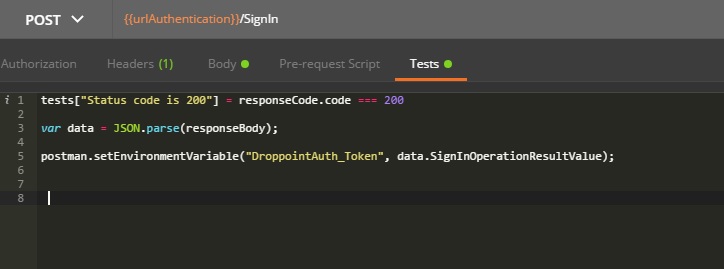 POST {{urlAuthentication}}/SignIn
Authorization Headers (1) Body Pre-request Script Tests
i 1 tests["Status code is 200"] = responseCode.code === 200
2
3 var data = JSON.parse(responseBody);
4
5 postman.setEnvironmentVariable("DroppointAuth_Token", data.SignInOperationResultValue);
6
7
8